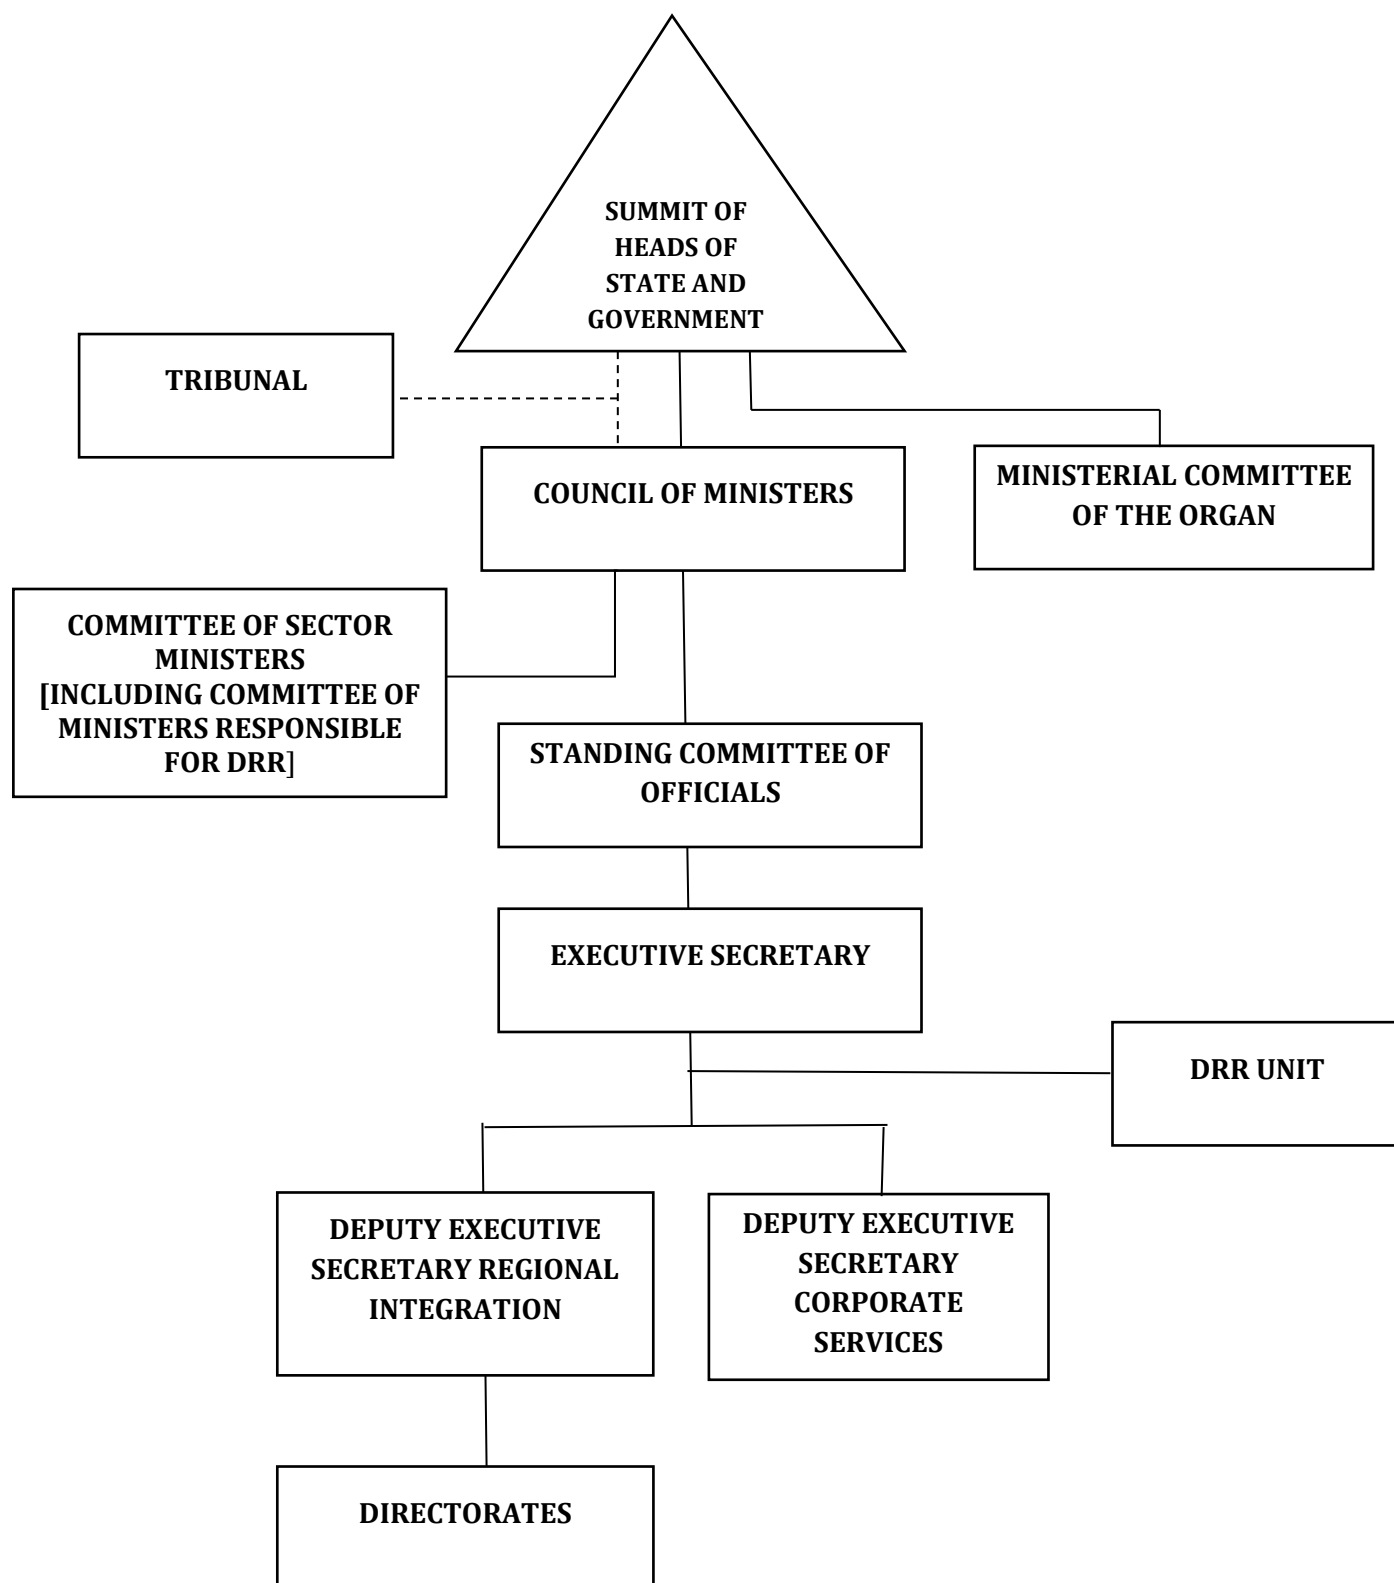 SUMMIT OF
HEADS OF
STATE AND
GOVERNMENT
TRIBUNAL
COUNCIL OF MINISTERS
MINISTERIAL COMMITTEE
OF THE ORGAN
COMMITTEE OF SECTOR
MINISTERS
[INCLUDING COMMITTEE OF
MINISTERS RESPONSIBLE
FOR DRR]
STANDING COMMITTEE OF
OFFICIALS
EXECUTIVE SECRETARY
DRR UNIT
DEPUTY EXECUTIVE
SECRETARY REGIONAL
INTEGRATION
DEPUTY EXECUTIVE
SECRETARY
CORPORATE
SERVICES
DIRECTORATES